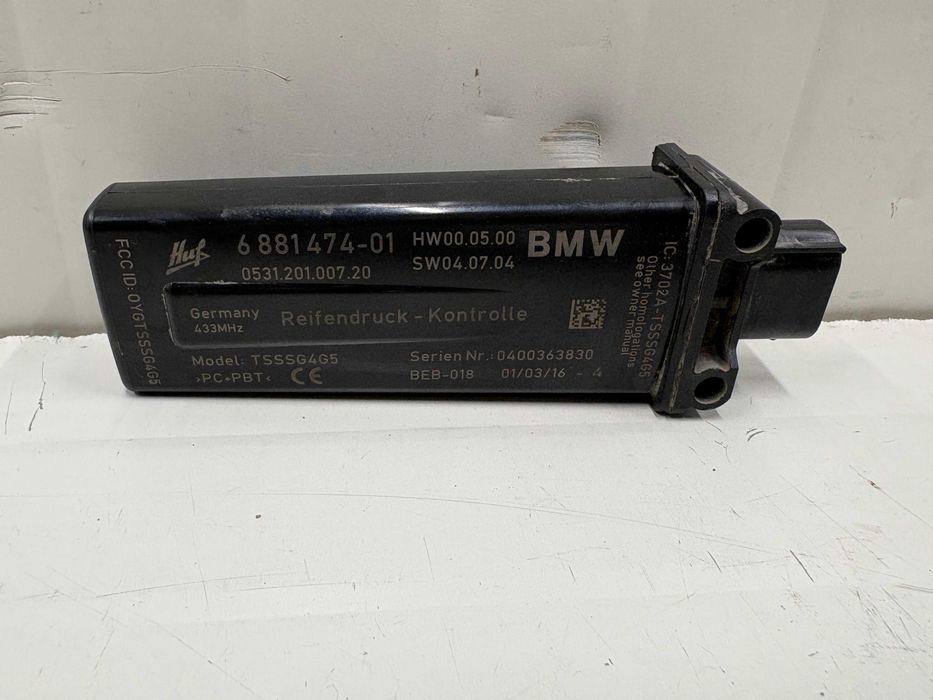 Huf
6 881 474-01
HW00.05.00
BMW
0531.201.007.20
SW04.07.04
Germany
433MHz
Reifendruck - Kontrolle
Model: TSSSG4G5
Serien Nr.: 0400363830
>PC+PBT< CE
BEB-018 01/03/16 - 4
FCC ID: OYGTSSSG4G5
IC: 3702A-TSSSG4G5
Other homologations
see owner manual